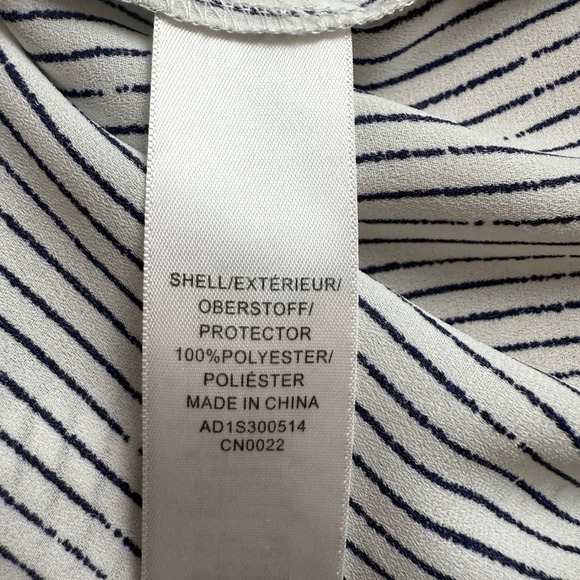 SHELL/EXTÉRIEUR/
OBERSTOFF/
PROTECTOR
100%POLYESTER/
POLIÉSTER
MADE IN CHINA
AD1S300514
CN0022